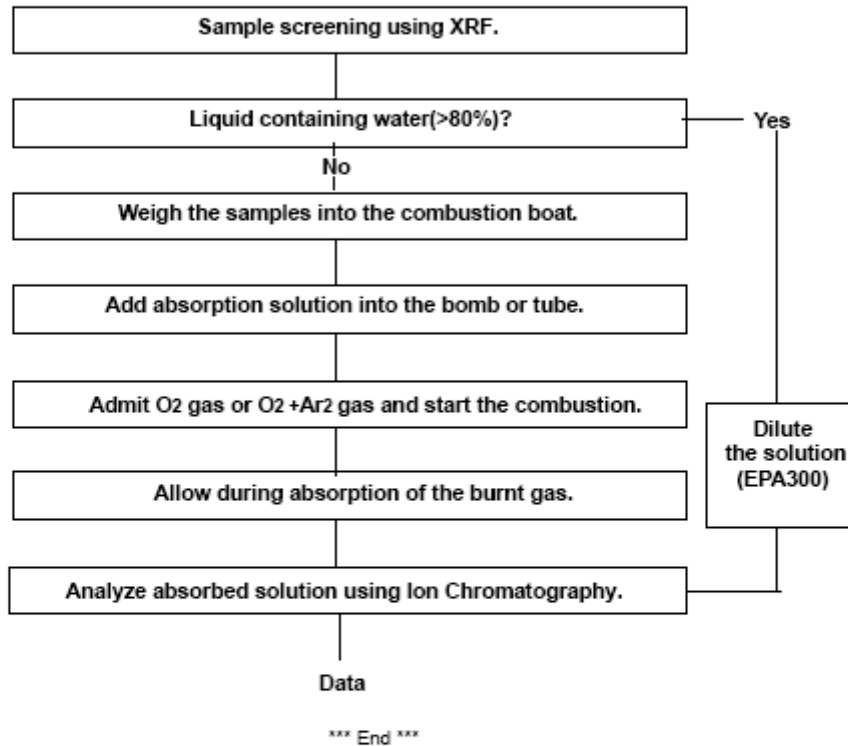 Sample screening using XRF.
Liquid containing water(>80%)?
Yes
No
Weigh the samples into the combustion boat.
Add absorption solution into the bomb or tube.
Admit O2 gas or O2 +Ar2 gas and start the combustion.
Dilute
the solution
(EPA300)
Allow during absorption of the burnt gas.
Analyze absorbed solution using Ion Chromatography.
Data
*** End ***